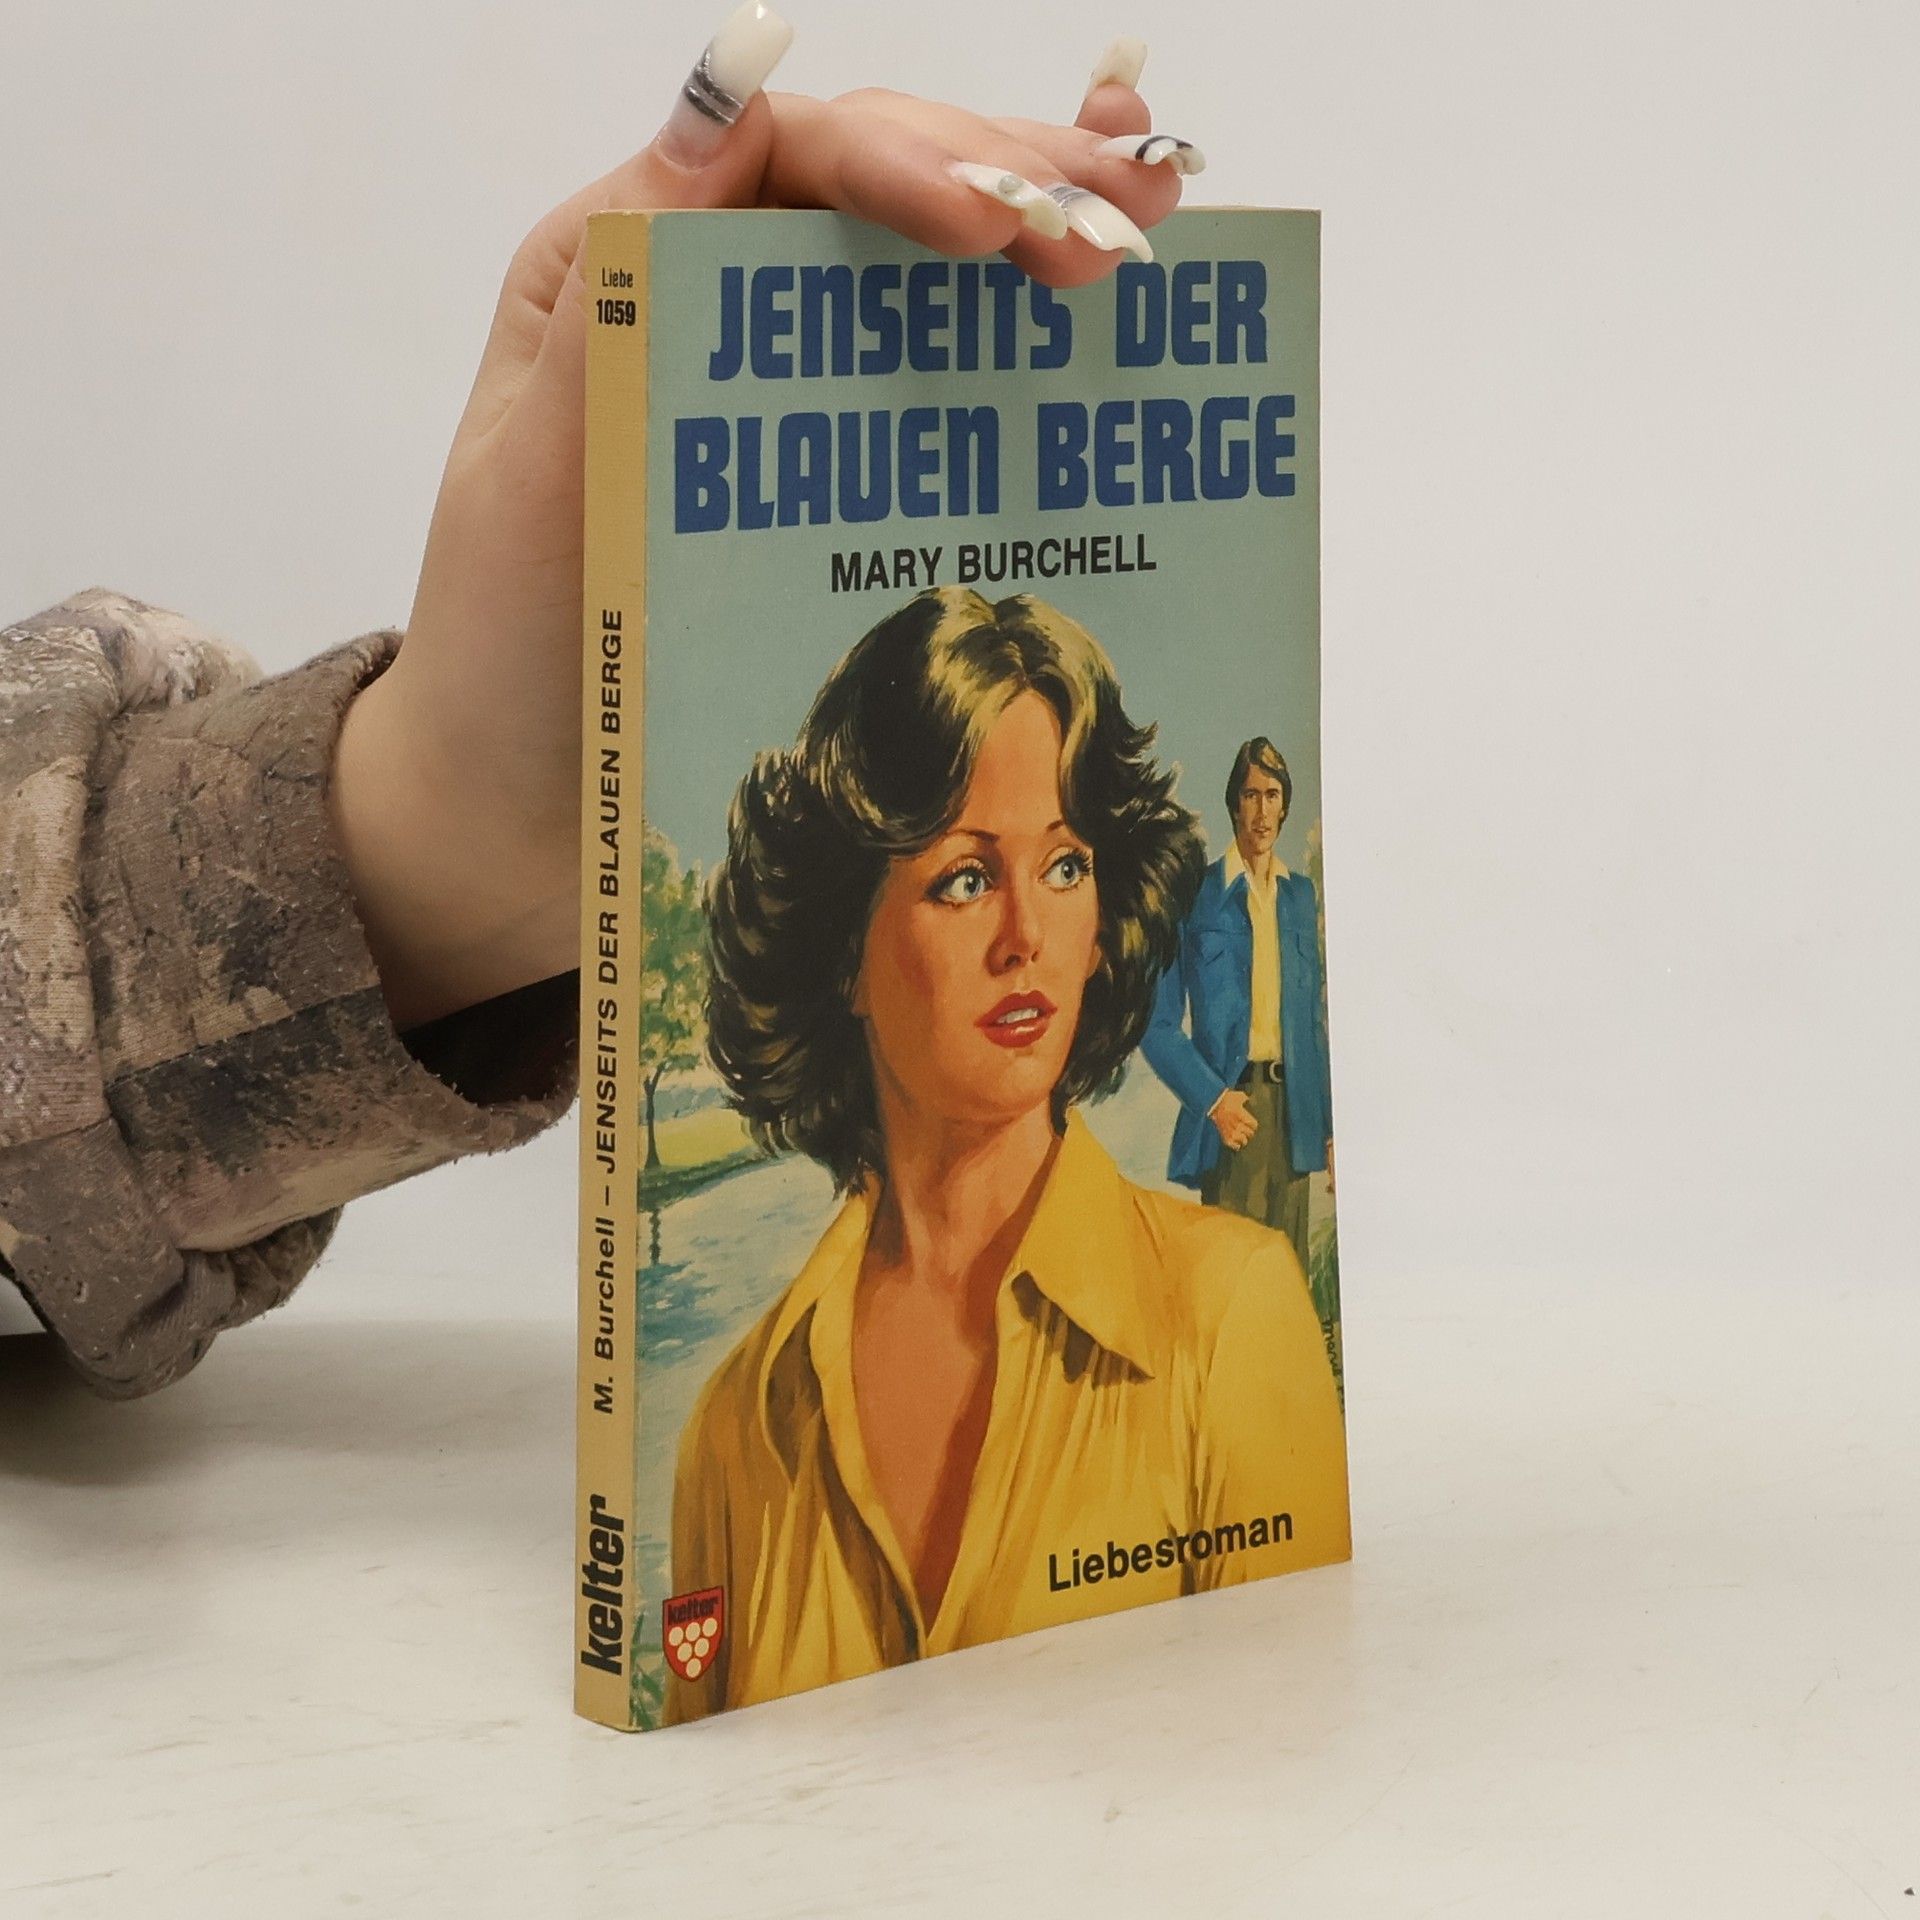 Liebe
1059
M. Burchell – JENSEITS DER BLAUEN BERGE
kelter
JENSEITS DER
BLAUEN BERGE
MARY BURCHELL
Liebesroman
kelter